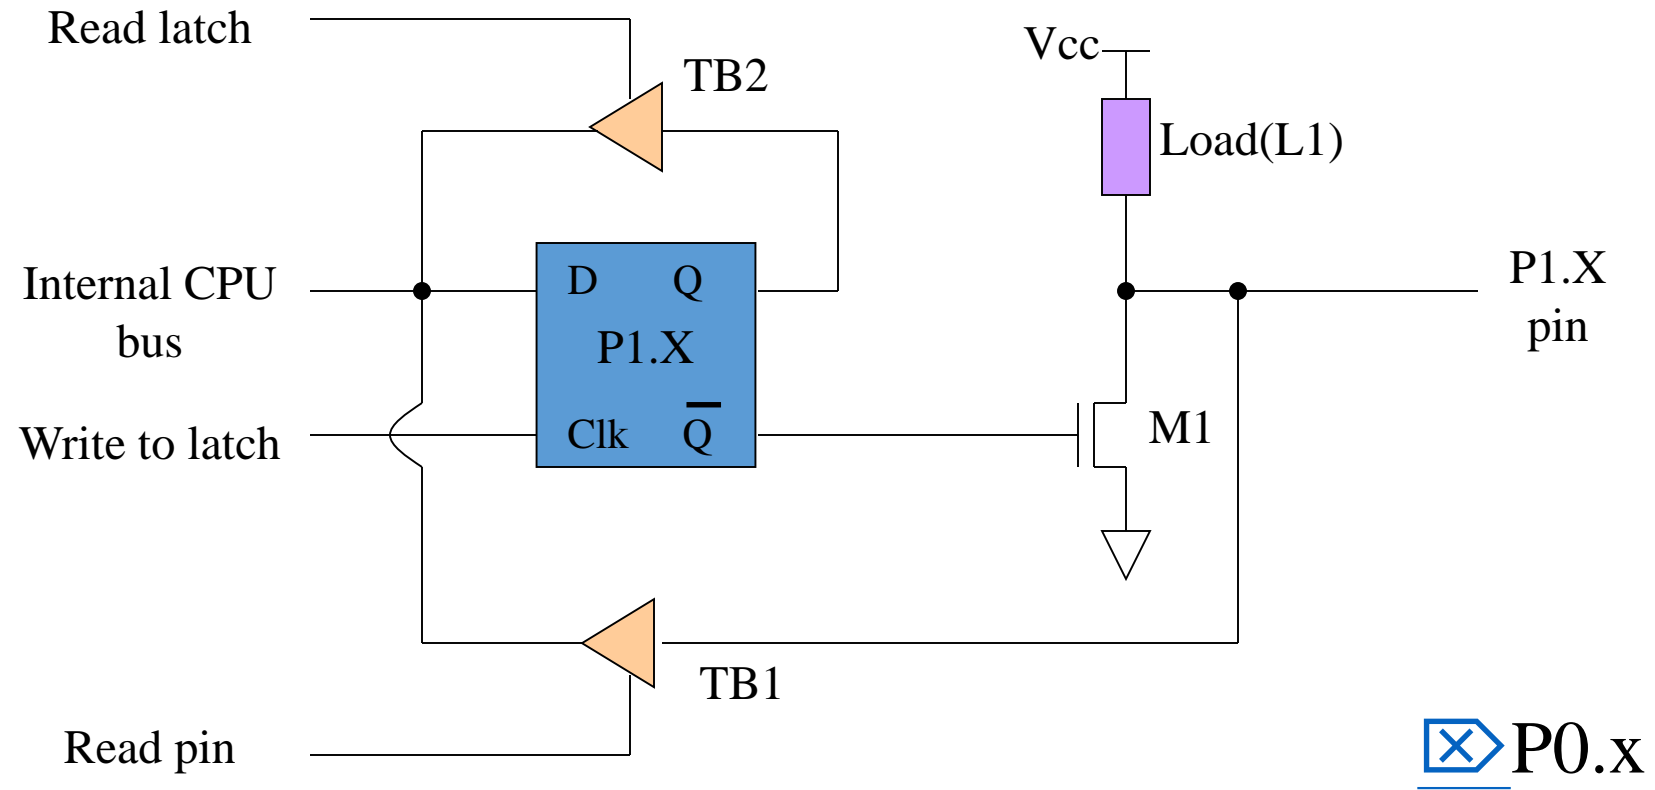 Read latch
TB2
Vcc
Load(L1)
Internal CPU
bus
D Q
P1.X
Clk Q̅
P1.X
pin
Write to latch
M1
TB1
Read pin
P0.x